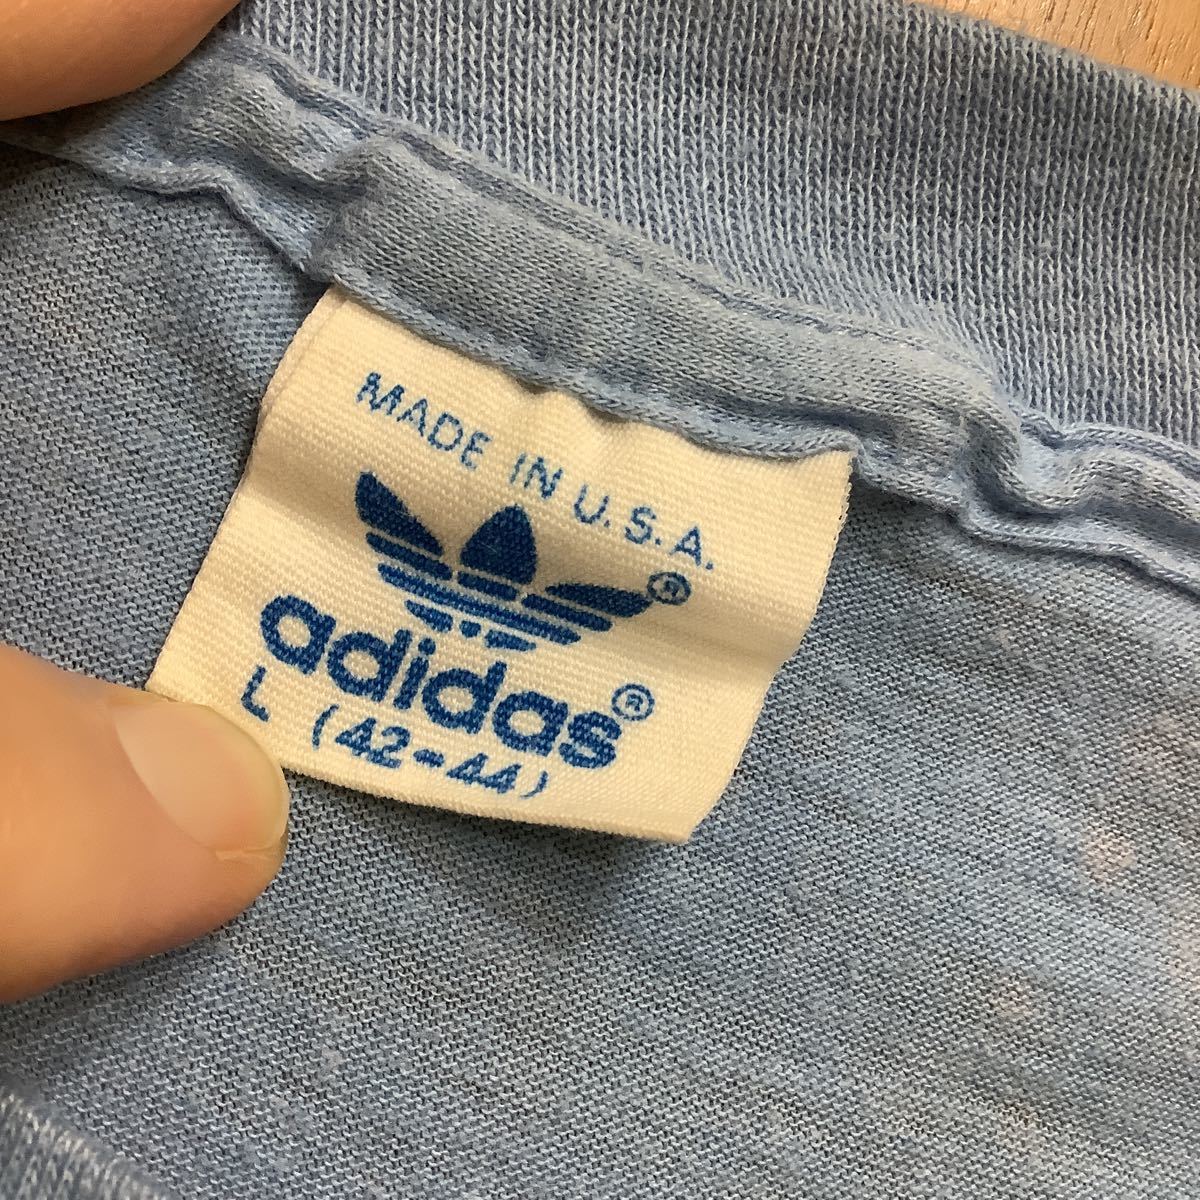 MADE IN U.S.A.
®
adidas®
L (42-44)